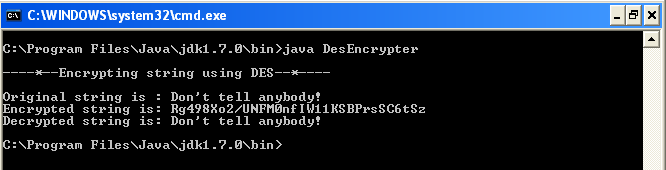 C:\WINDOWS\system32\cmd.exe
C:\Program Files\Java\jdk1.7.0\bin>java DesEncrypter
----*--Encrypting string using DES--*----
Original string is : Don't tell anybody!
Encrypted string is: Rg498Xo2/UNFM0nfIW11KSBPrsSC6tSz
Decrypted string is: Don't tell anybody!
C:\Program Files\Java\jdk1.7.0\bin>